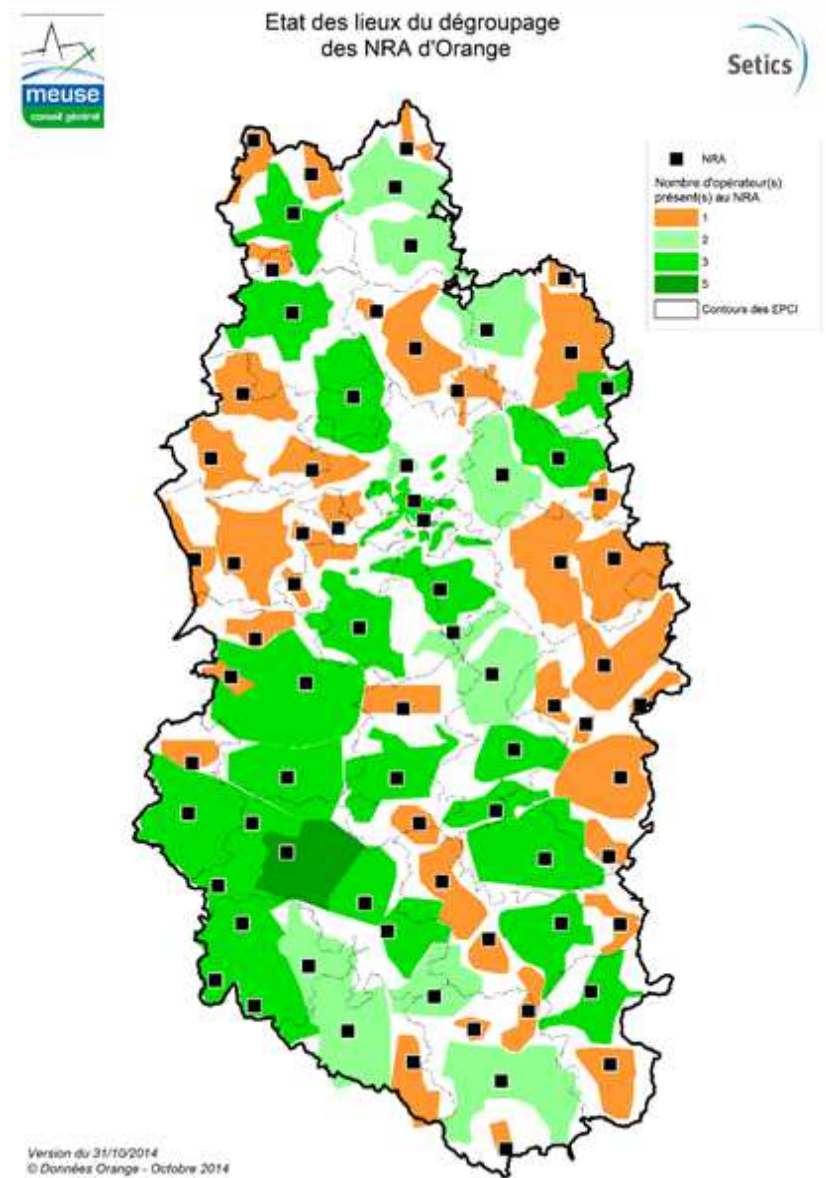 Etat des lieux du dégroupage
des NRA d'Orange
meuse
conseil général
Setics
NRA
Nombre d'opérateur(s)
présent(s) au NRA
1
2
3
5
Contours des EPCI
Version du 31/10/2014
© Données Orange - Octobre 2014